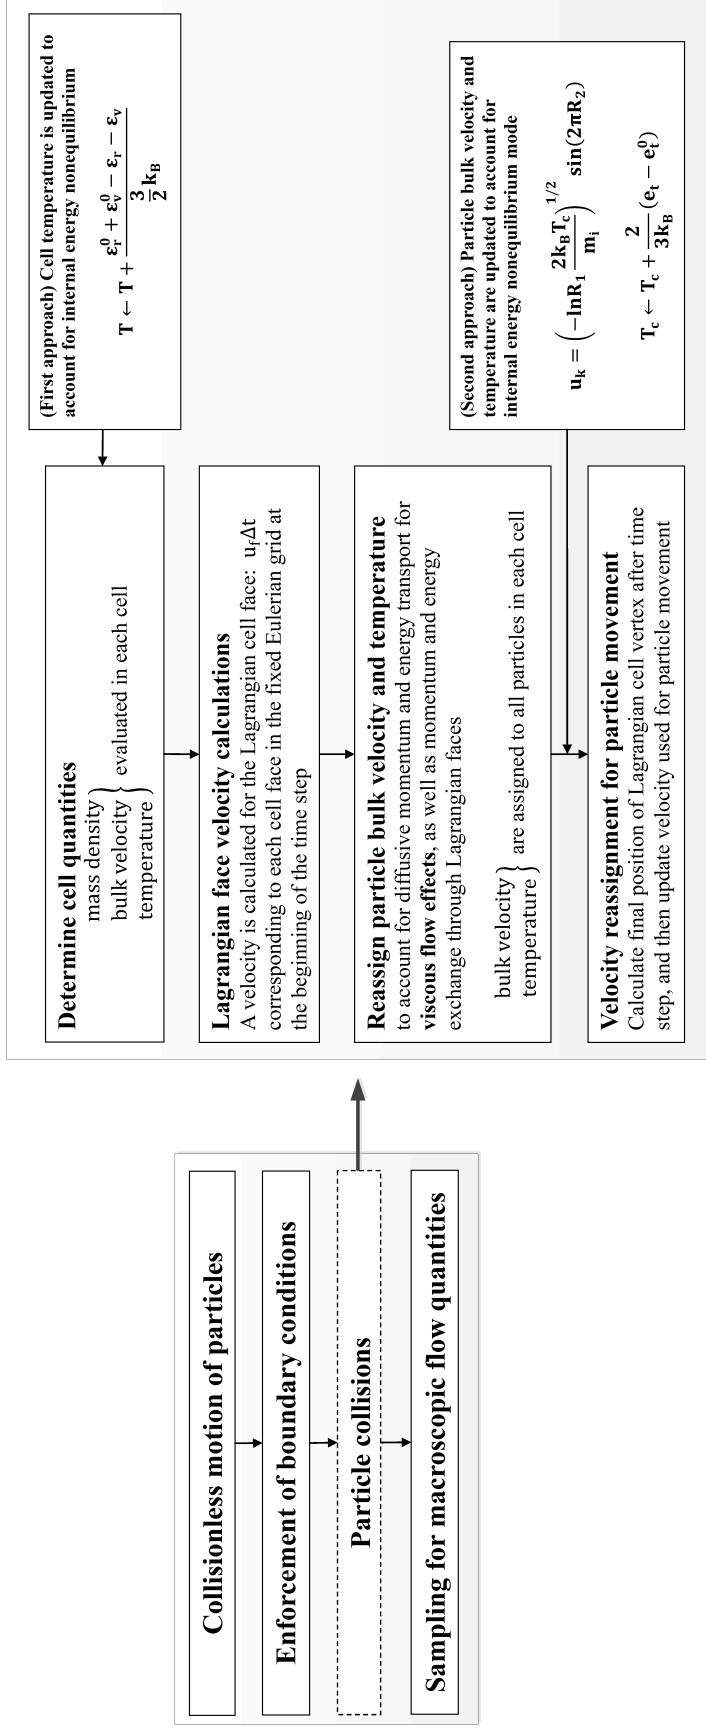 Collisionless motion of particles
Enforcement of boundary conditions
Particle collisions
Sampling for macroscopic flow quantities
Determine cell quantities
mass density
bulk velocity } evaluated in each cell
temperature
Lagrangian face velocity calculations
A velocity is calculated for the Lagrangian cell face: u_fΔt
corresponding to each cell face in the fixed Eulerian grid at
the beginning of the time step
Reassign particle bulk velocity and temperature
to account for diffusive momentum and energy transport for
viscous flow effects, as well as momentum and energy
exchange through Lagrangian faces
bulk velocity
temperature } are assigned to all particles in each cell
Velocity reassignment for particle movement
Calculate final position of Lagrangian cell vertex after time
step, and then update velocity used for particle movement
(First approach) Cell temperature is updated to
account for internal energy nonequilibrium
T ← T + (ε_r^0 + ε_v^0 − ε_r − ε_v) / (3/2 k_B)
(Second approach) Particle bulk velocity and
temperature are updated to account for
internal energy nonequilibrium mode
u_k = (−lnR_1 2k_BT_c/m_i)^{1/2} sin(2πR_2)
T_c ← T_c + 2/(3k_B) (e_t − e_t^0)